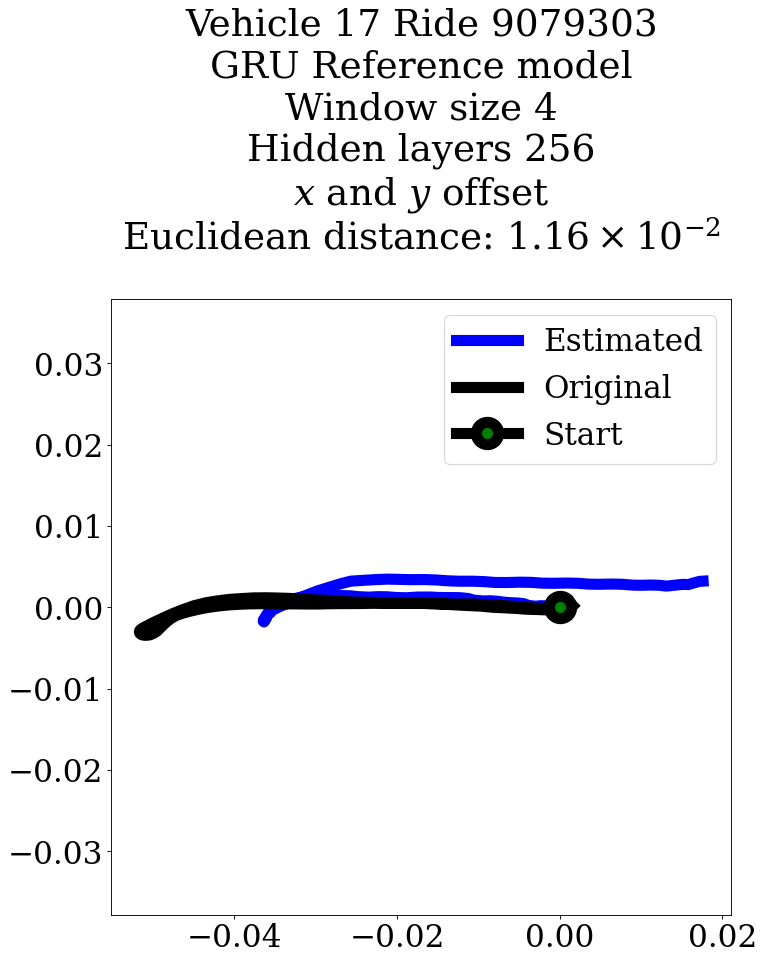 Vehicle 17 Ride 9079303
GRU Reference model
Window size 4
Hidden layers 256
x and y offset
Euclidean distance: 1.16 × 10⁻²
Estimated
Original
Start
0.03
0.02
0.01
0.00
−0.01
−0.02
−0.03
−0.04 −0.02 0.00 0.02